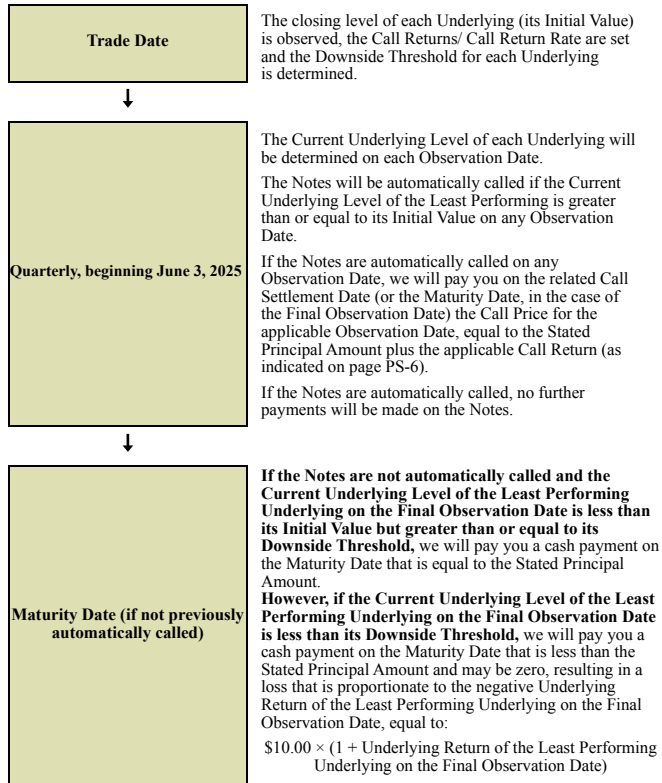 Trade Date
The closing level of each Underlying (its Initial Value)
is observed, the Call Returns/ Call Return Rate are set
and the Downside Threshold for each Underlying
is determined.
Quarterly, beginning June 3, 2025
The Current Underlying Level of each Underlying will
be determined on each Observation Date.
The Notes will be automatically called if the Current
Underlying Level of the Least Performing is greater
than or equal to its Initial Value on any Observation
Date.
If the Notes are automatically called on any
Observation Date, we will pay you on the related Call
Settlement Date (or the Maturity Date, in the case of
the Final Observation Date) the Call Price for the
applicable Observation Date, equal to the Stated
Principal Amount plus the applicable Call Return (as
indicated on page PS-6).
If the Notes are automatically called, no further
payments will be made on the Notes.
Maturity Date (if not previously
automatically called)
If the Notes are not automatically called and the
Current Underlying Level of the Least Performing
Underlying on the Final Observation Date is less than
its Initial Value but greater than or equal to its
Downside Threshold, we will pay you a cash payment on
the Maturity Date that is equal to the Stated Principal
Amount.
However, if the Current Underlying Level of the Least
Performing Underlying on the Final Observation Date
is less than its Downside Threshold, we will pay you a
cash payment on the Maturity Date that is less than the
Stated Principal Amount and may be zero, resulting in a
loss that is proportionate to the negative Underlying
Return of the Least Performing Underlying on the Final
Observation Date, equal to:
$10.00 × (1 + Underlying Return of the Least Performing
Underlying on the Final Observation Date)